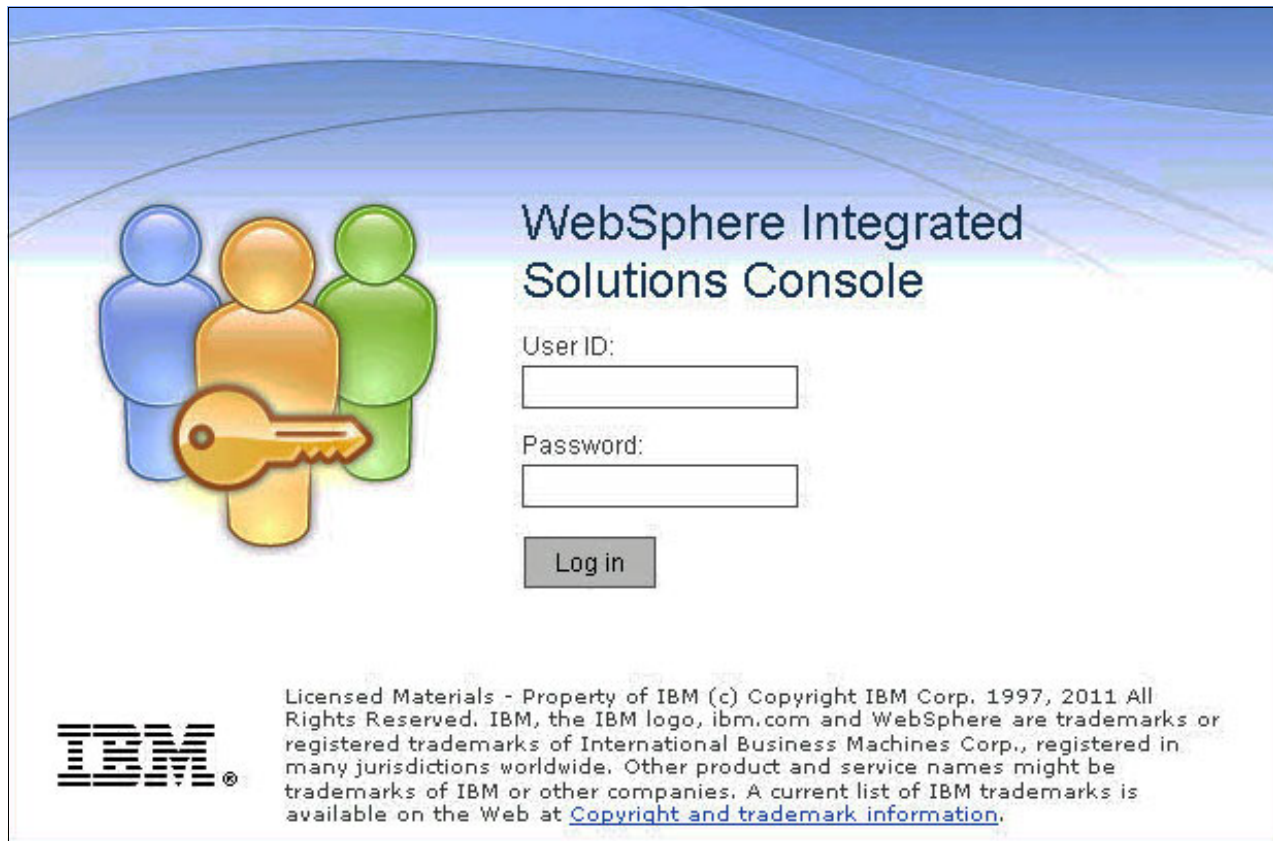 WebSphere Integrated
Solutions Console
User ID:
Password:
Log in
Licensed Materials - Property of IBM (c) Copyright IBM Corp. 1997, 2011 All
Rights Reserved. IBM, the IBM logo, ibm.com and WebSphere are trademarks or
registered trademarks of International Business Machines Corp., registered in
many jurisdictions worldwide. Other product and service names might be
trademarks of IBM or other companies. A current list of IBM trademarks is
available on the Web at Copyright and trademark information.
IBM®